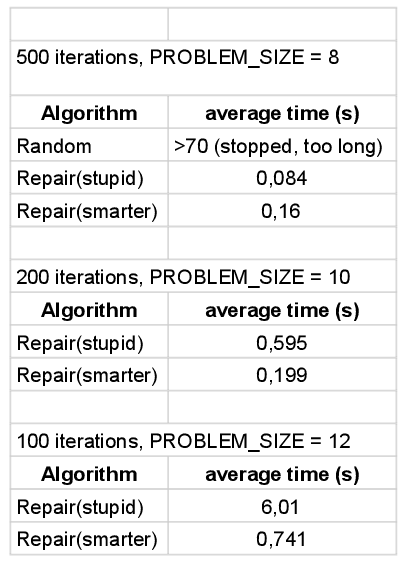 500 iterations, PROBLEM_SIZE = 8
Algorithm average time (s)
Random >70 (stopped, too long)
Repair(stupid) 0,084
Repair(smarter) 0,16
200 iterations, PROBLEM_SIZE = 10
Algorithm average time (s)
Repair(stupid) 0,595
Repair(smarter) 0,199
100 iterations, PROBLEM_SIZE = 12
Algorithm average time (s)
Repair(stupid) 6,01
Repair(smarter) 0,741